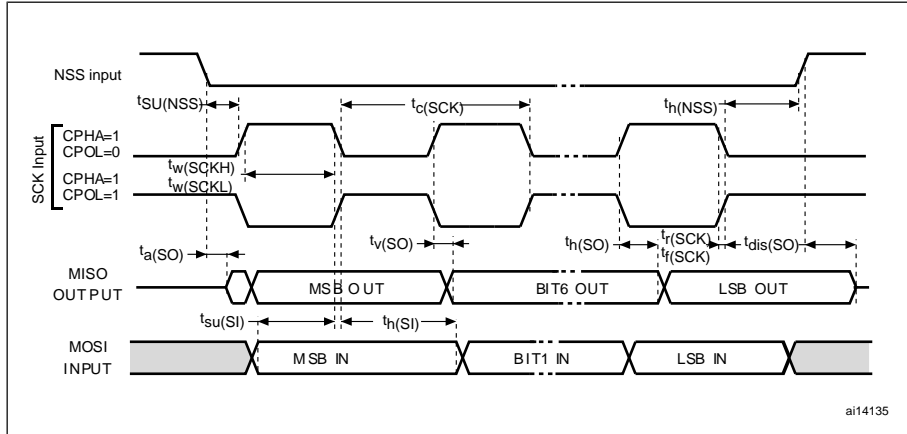 NSS input
tSU(NSS)
tc(SCK)
th(NSS)
SCK Input
CPHA=1
CPOL=0
tw(SCKH)
tw(SCKL)
CPHA=1
CPOL=1
ta(SO)
tv(SO)
th(SO)
tr(SCK)
tf(SCK)
tdis(SO)
MISO
OUTPUT
MSB OUT
BIT6 OUT
LSB OUT
tsu(SI)
th(SI)
MOSI
INPUT
MSB IN
BIT1 IN
LSB IN
ai14135